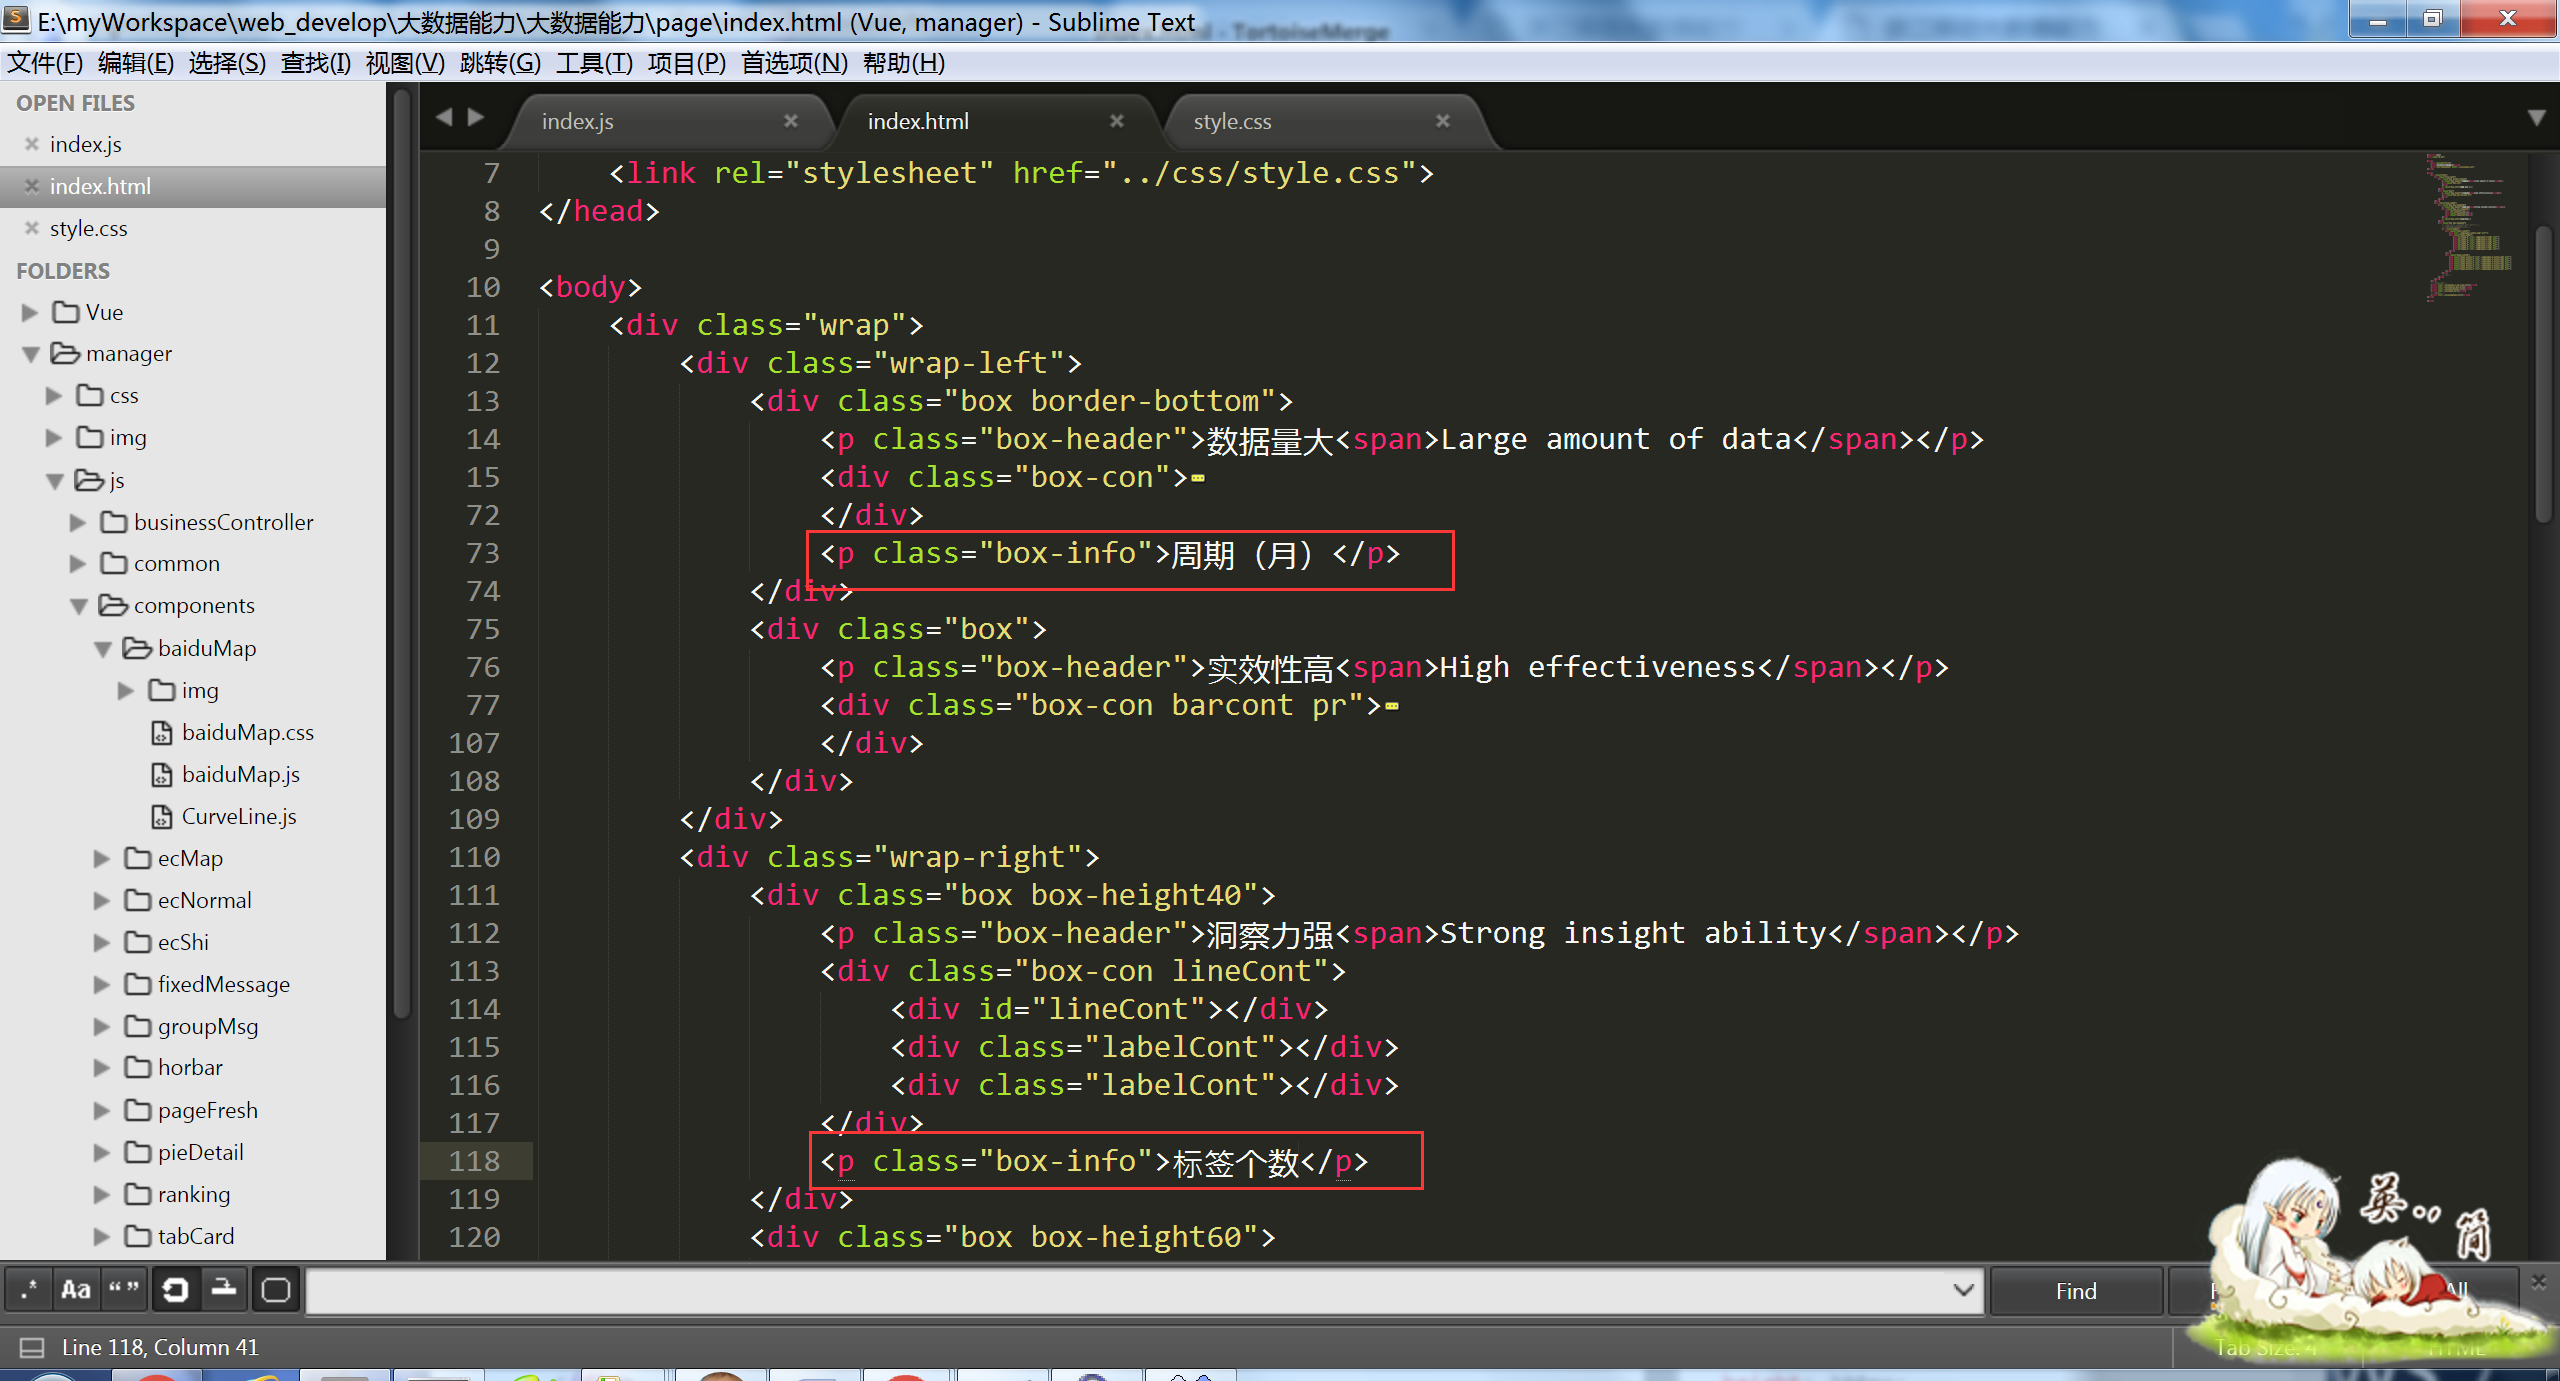 E:\myWorkspace\web_develop\大数据能力\大数据能力\page\index.html (Vue, manager) - Sublime Text
文件(F) 编辑(E) 选择(S) 查找(I) 视图(V) 跳转(G) 工具(T) 项目(P) 首选项(N) 帮助(H)
OPEN FILES
index.js
index.html
style.css
FOLDERS
Vue
manager
css
img
js
businessController
common
components
baiduMap
img
baiduMap.css
baiduMap.js
CurveLine.js
ecMap
ecNormal
ecShi
fixedMessage
groupMsg
horbar
pageFresh
pieDetail
ranking
tabCard
index.js
index.html
style.css
7 <link rel="stylesheet" href="../css/style.css">
8 </head>
9
10 <body>
11 <div class="wrap">
12 <div class="wrap-left">
13 <div class="box border-bottom">
14 <p class="box-header">数据量大<span>Large amount of data</span></p>
15 <div class="box-con">
72 </div>
73 <p class="box-info">周期（月）</p>
74 </div>
75 <div class="box">
76 <p class="box-header">实效性高<span>High effectiveness</span></p>
77 <div class="box-con barcont pr">
107 </div>
108 </div>
109 </div>
110 <div class="wrap-right">
111 <div class="box box-height40">
112 <p class="box-header">洞察力强<span>Strong insight ability</span></p>
113 <div class="box-con lineCont">
114 <div id="lineCont"></div>
115 <div class="labelCont"></div>
116 <div class="labelCont"></div>
117 </div>
118 <p class="box-info">标签个数</p>
119 </div>
120 <div class="box box-height60">
英 简
.* Aa “ ” Find
Line 118, Column 41
Tab Size: 4 HTML